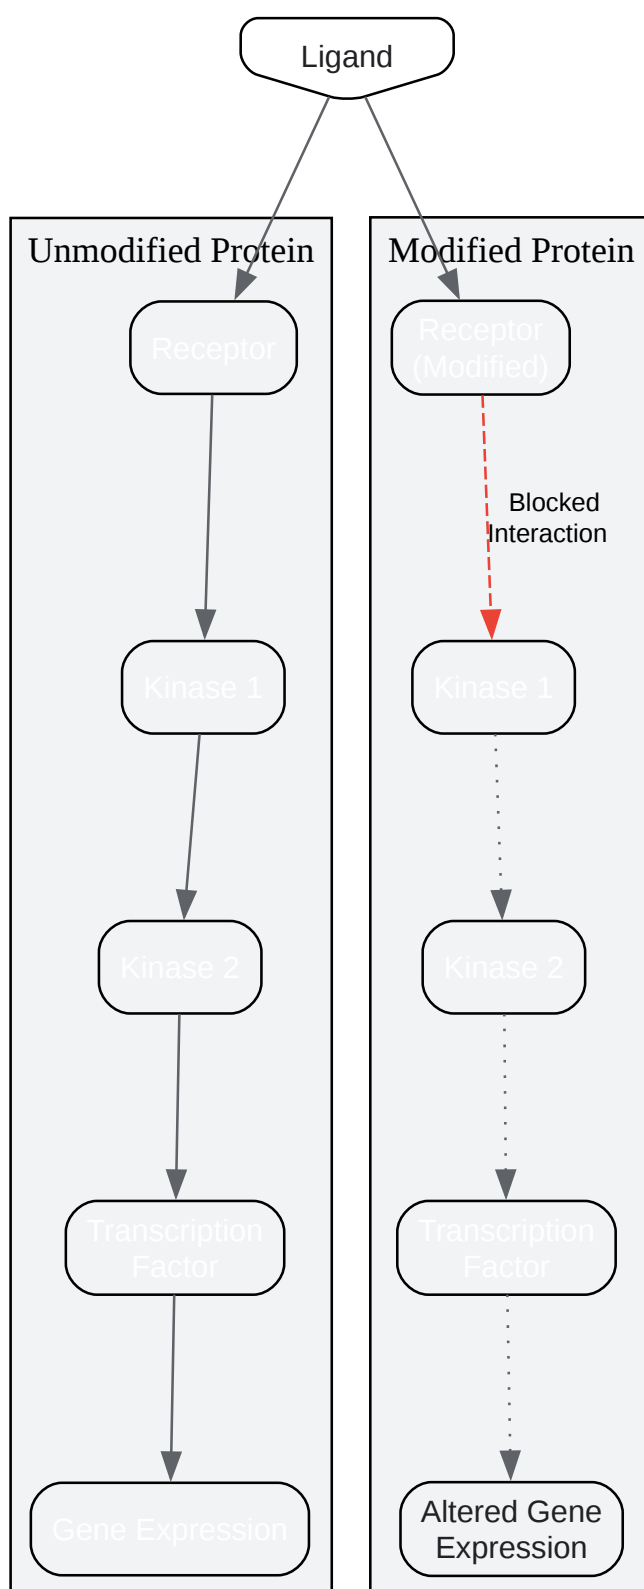 Ligand
Unmodified Protein
Receptor
Kinase 1
Kinase 2
Transcription
Factor
Gene Expression
Modified Protein
Receptor
(Modified)
Blocked
Interaction
Kinase 1
Kinase 2
Transcription
Factor
Altered Gene
Expression